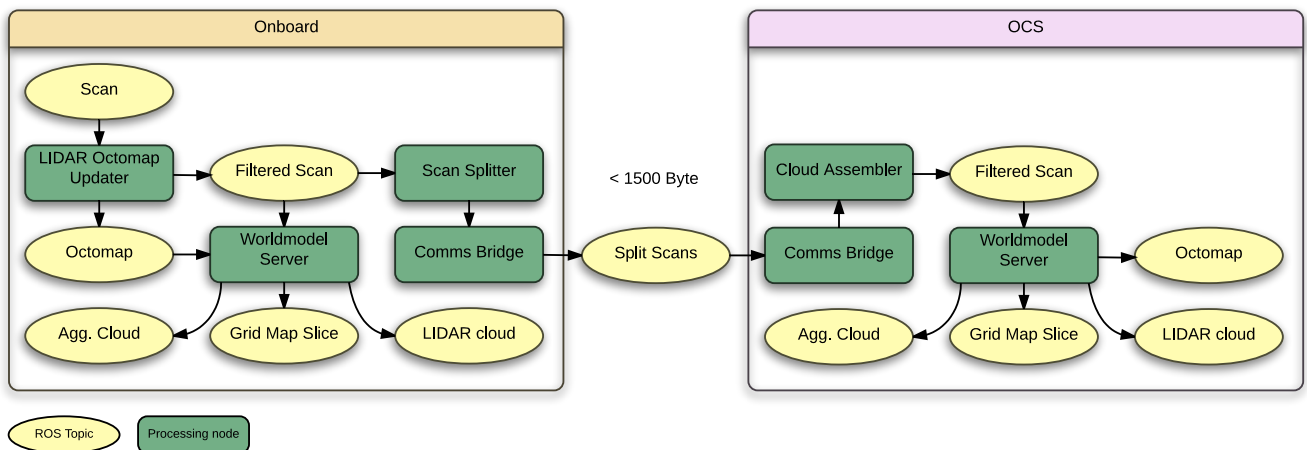 Onboard
OCS
Scan
LIDAR Octomap
Updater
Filtered Scan
Scan Splitter
< 1500 Byte
Cloud Assembler
Filtered Scan
Octomap
Worldmodel
Server
Comms Bridge
Split Scans
Comms Bridge
Worldmodel
Server
Octomap
Agg. Cloud
Grid Map Slice
LIDAR cloud
Agg. Cloud
Grid Map Slice
LIDAR cloud
ROS Topic
Processing node